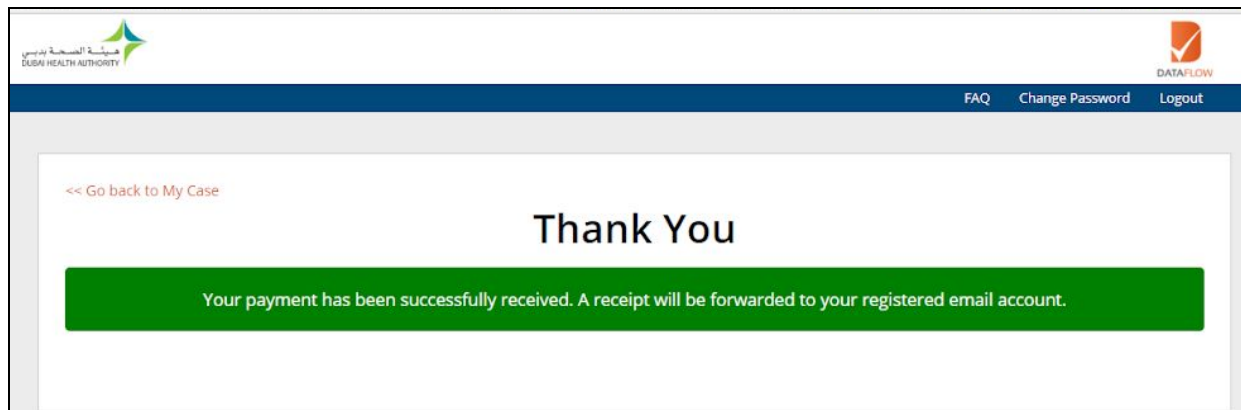 هيئة الصحة بدبي
DUBAI HEALTH AUTHORITY
DATAFLOW
FAQ Change Password Logout
<< Go back to My Case
Thank You
Your payment has been successfully received. A receipt will be forwarded to your registered email account.